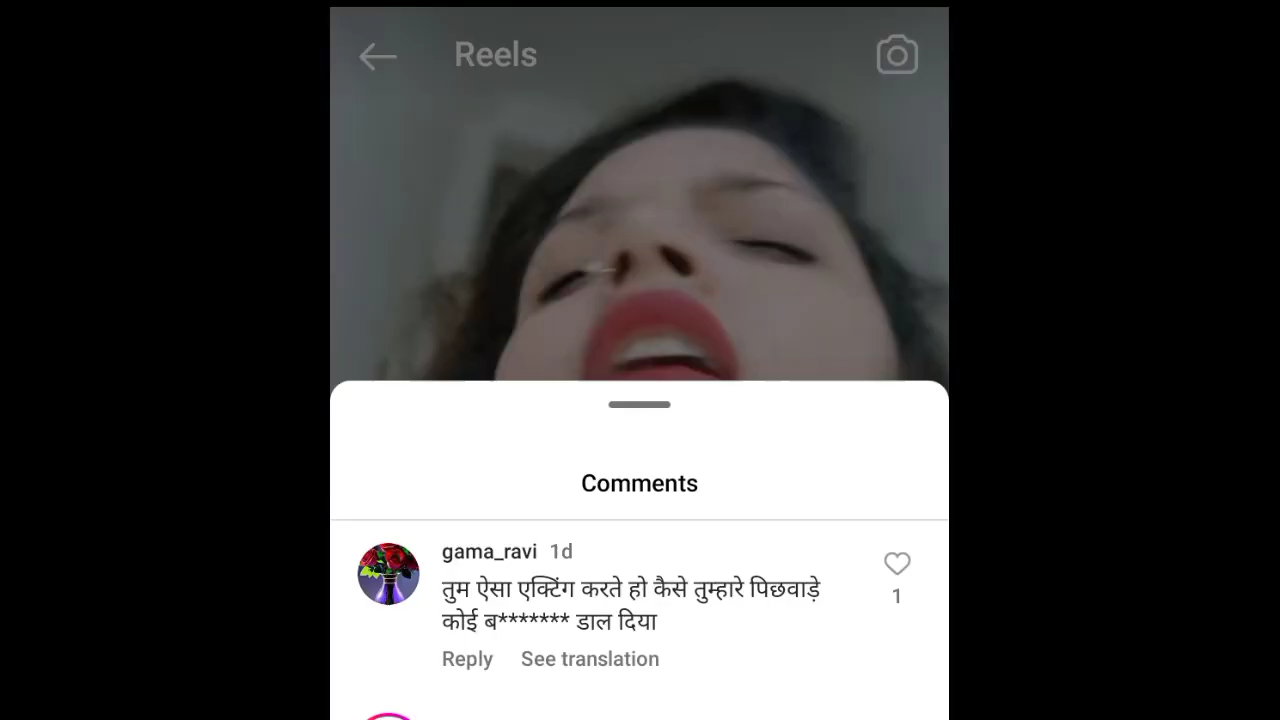 Reels
Comments
gama_ravi 1d
तुम ऐसा एक्टिंग करते हो कैसे तुम्हारे पिछवाड़े
कोई ब******* डाल दिया
1
Reply See translation